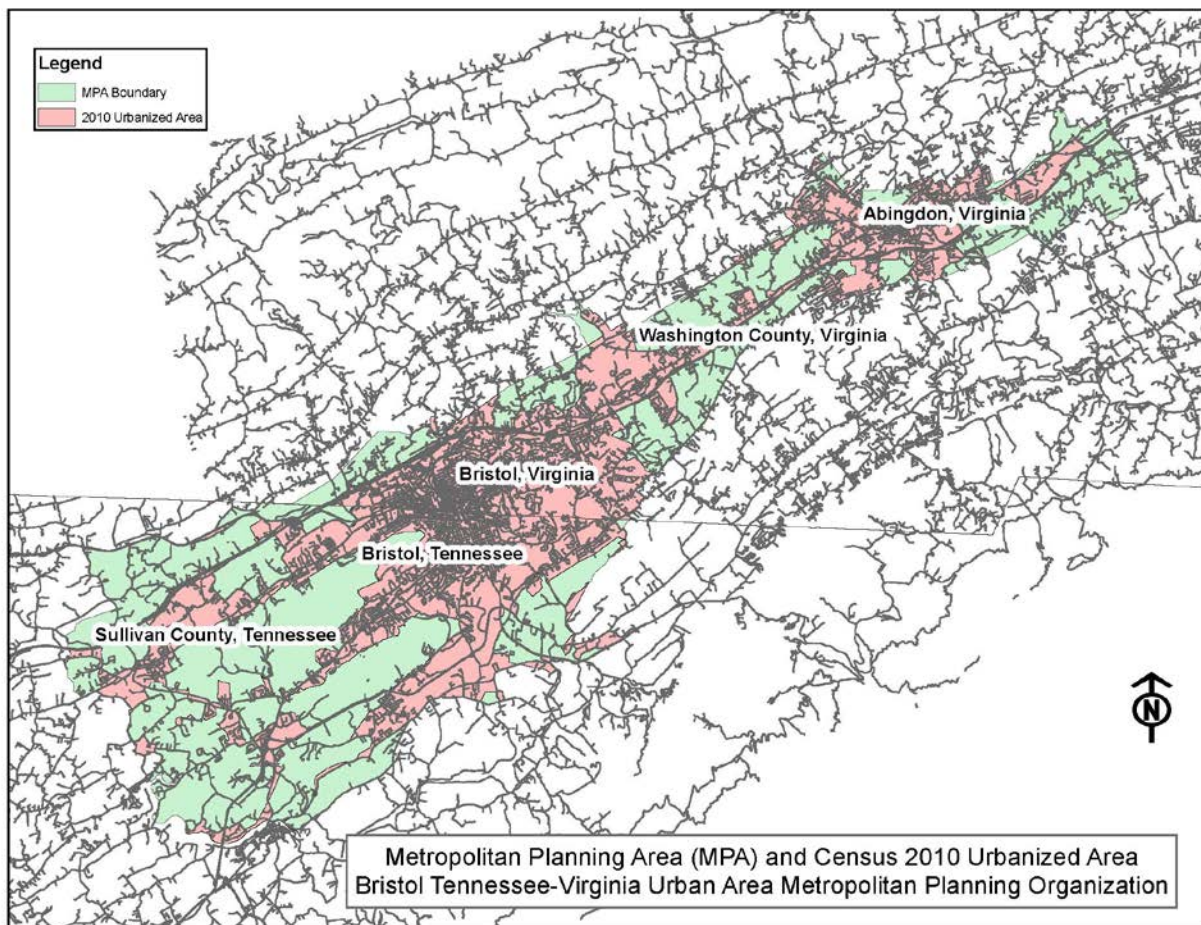 Legend
MPA Boundary
2010 Urbanized Area
Abingdon, Virginia
Washington County, Virginia
Bristol, Virginia
Bristol, Tennessee
Sullivan County, Tennessee
N
Metropolitan Planning Area (MPA) and Census 2010 Urbanized Area
Bristol Tennessee-Virginia Urban Area Metropolitan Planning Organization